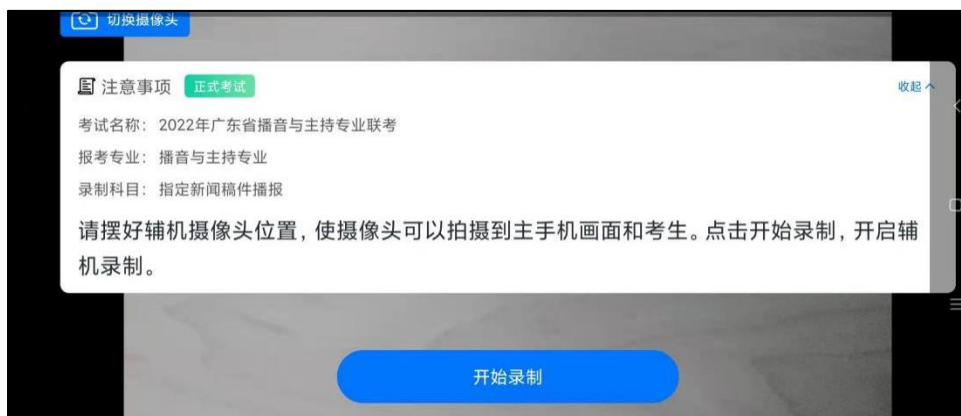 切换摄像头
注意事项 正式考试 收起
考试名称： 2022年广东省播音与主持专业联考
报考专业： 播音与主持专业
录制科目： 指定新闻稿件播报
请摆好辅机摄像头位置，使摄像头可以拍摄到主手机画面和考生。点击开始录制，开启辅
机录制。
开始录制